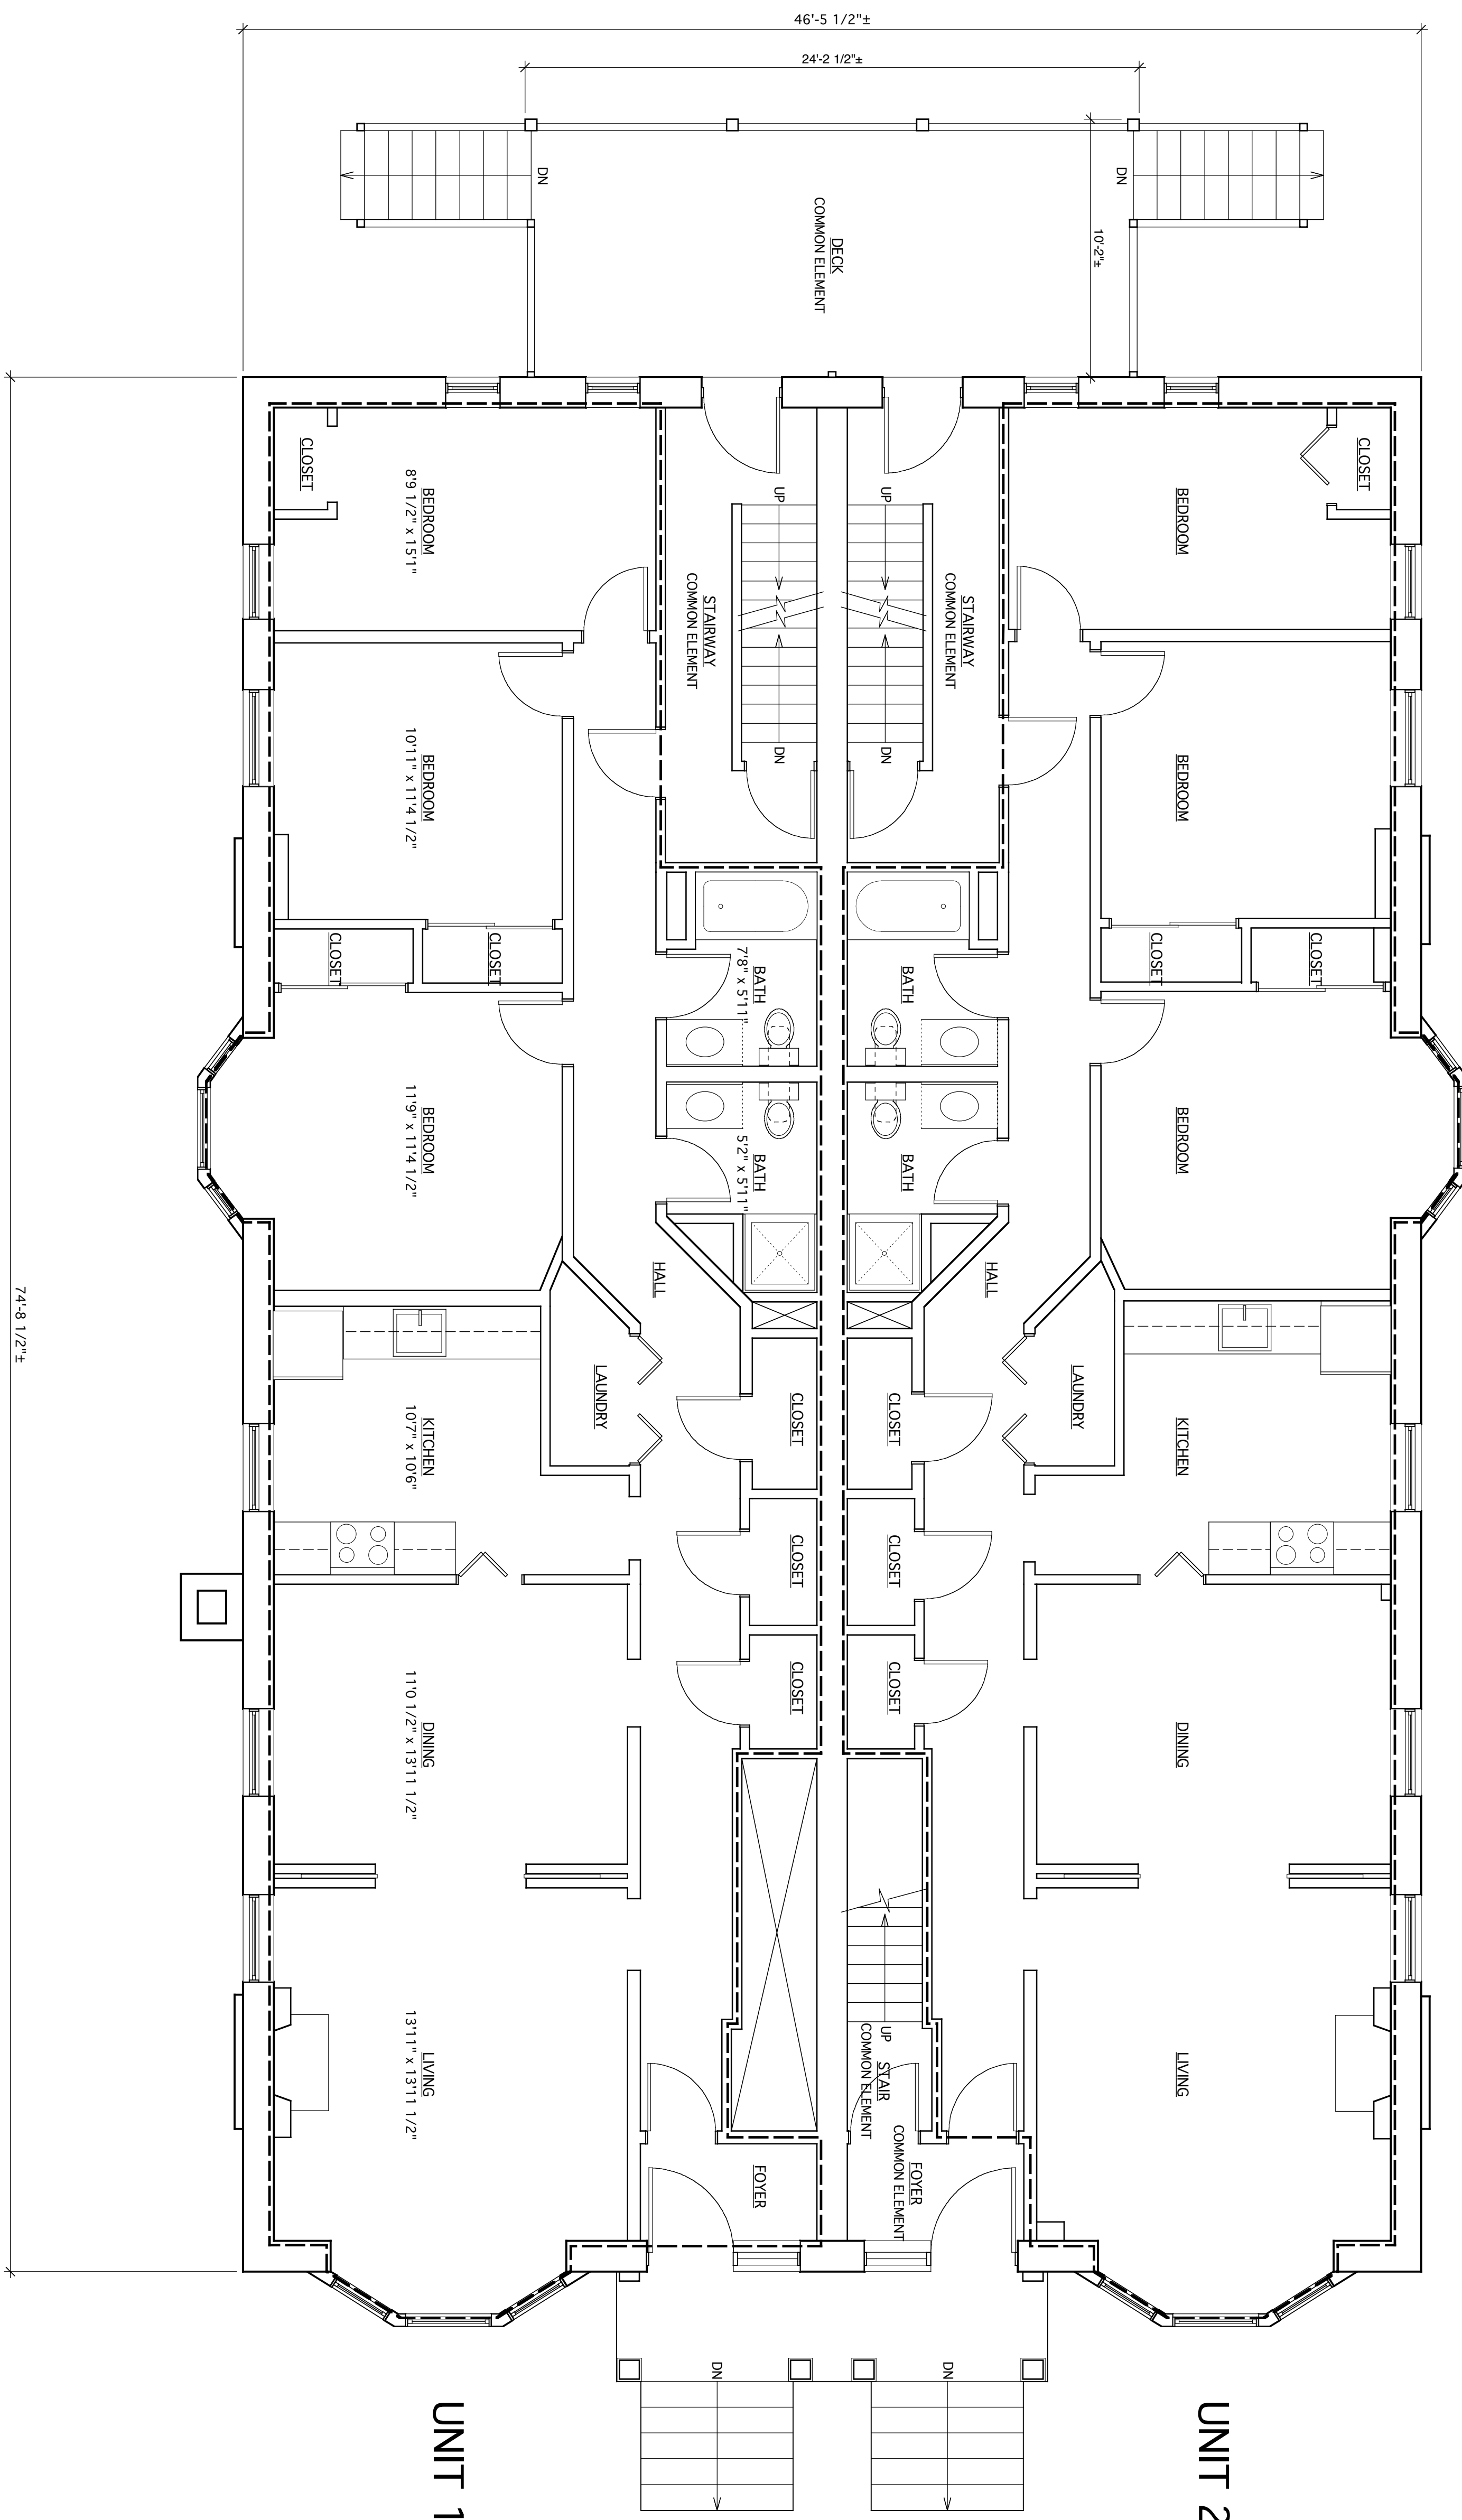 46'-5 1/2"±
24'-2 1/2"±
DN
DN
DECK
COMMON ELEMENT
10'-2"±
CLOSET
BEDROOM
8'9 1/2" x 15'1"
UP
UP
BEDROOM
CLOSET
STAIRWAY
COMMON ELEMENT
STAIRWAY
COMMON ELEMENT
BEDROOM
10'11" x 11'4 1/2"
DN
DN
BEDROOM
CLOSET
CLOSET
BATH
7'8" x 5'11"
BATH
CLOSET
CLOSET
BEDROOM
11'9" x 11'4 1/2"
BATH
5'2" x 5'11"
BATH
BEDROOM
HALL
HALL
74'-8 1/2"±
KITCHEN
10'7" x 10'6"
LAUNDRY
CLOSET
CLOSET
LAUNDRY
KITCHEN
CLOSET
CLOSET
DINING
11'0 1/2" x 13'11 1/2"
CLOSET
CLOSET
DINING
LIVING
13'11" x 13'11 1/2"
UP
STAIR
COMMON ELEMENT
LIVING
FOYER
FOYER
COMMON ELEMENT
DN
DN
UNIT 1
UNIT 2